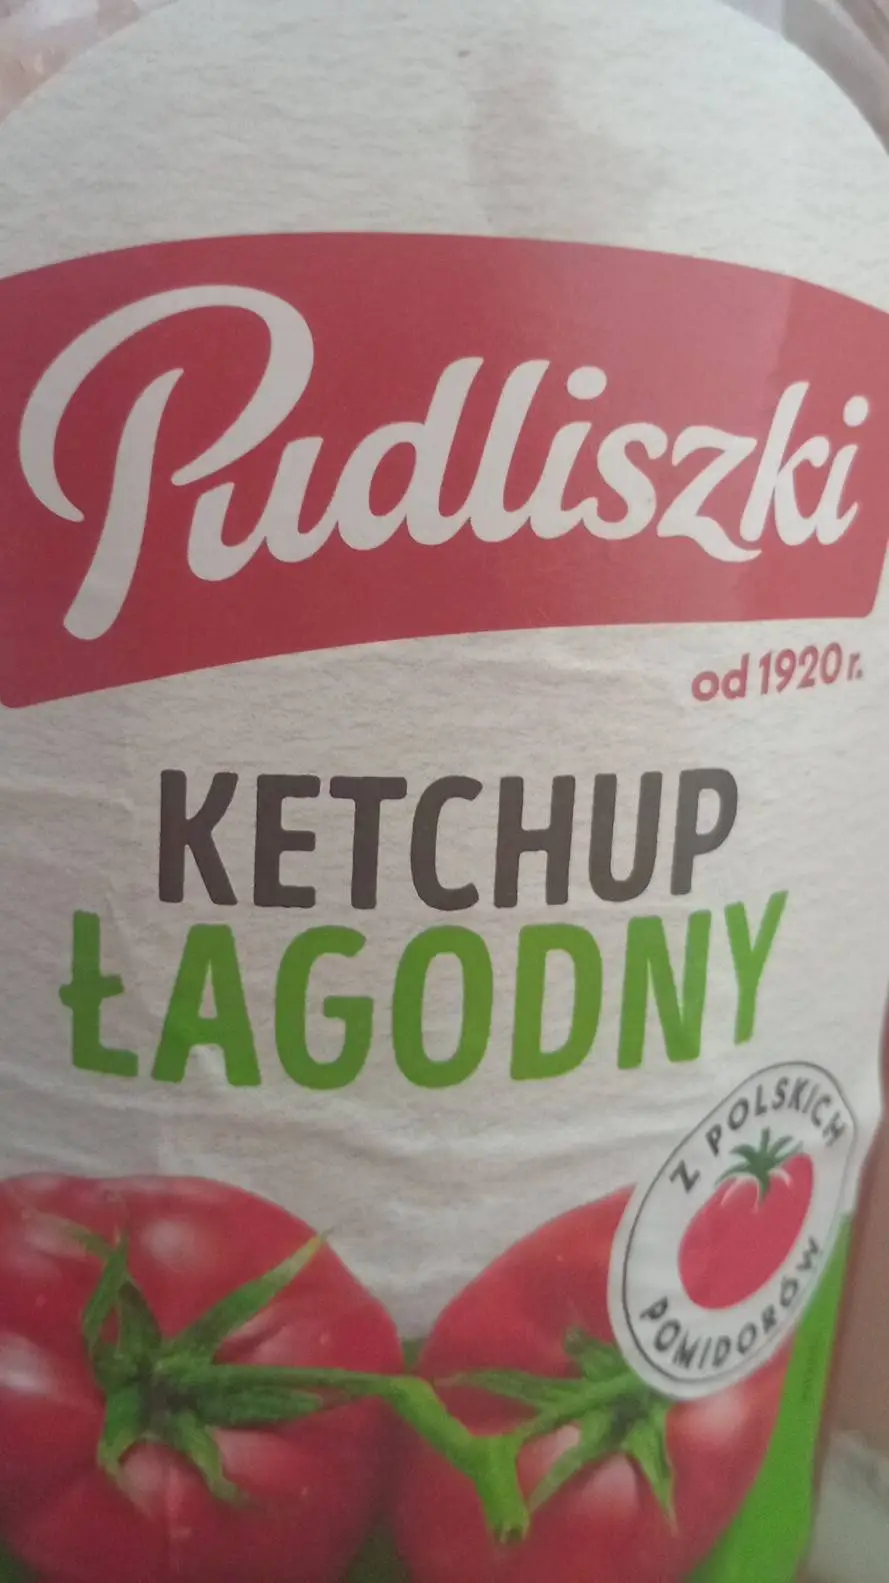 Pudliszki
od 1920 r.
KETCHUP
ŁAGODNY
Z POLSKICH
POMIDORÓW